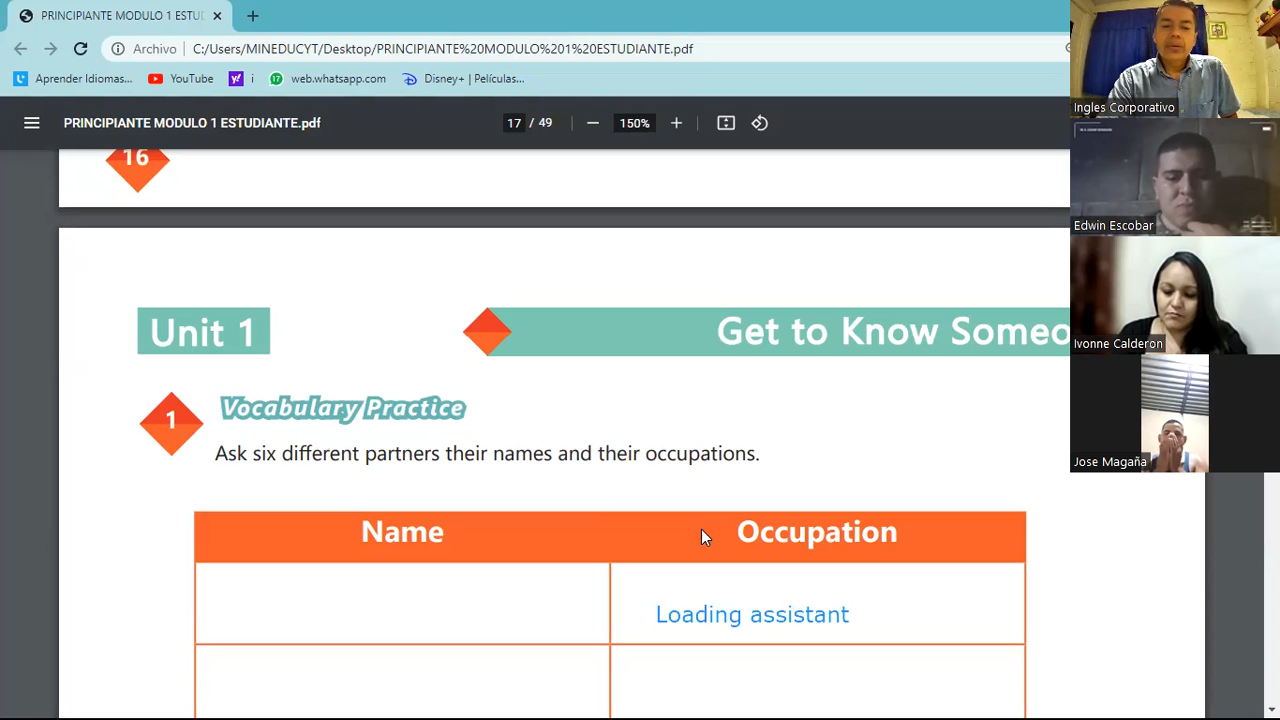 PRINCIPIANTE MODULO 1 ESTUD
Archivo C:/Users/MINEDUCYT/Desktop/PRINCIPIANTE%20MODULO%201%20ESTUDIANTE.pdf
Aprender Idiomas... YouTube i web.whatsapp.com Disney+ | Películas...
PRINCIPIANTE MODULO 1 ESTUDIANTE.pdf 17 / 49 150%
16
Unit 1 Get to Know Someo
1 Vocabulary Practice
Ask six different partners their names and their occupations.
Name Occupation
Loading assistant
Ingles Corporativo
Edwin Escobar
Ivonne Calderon
Jose Magaña